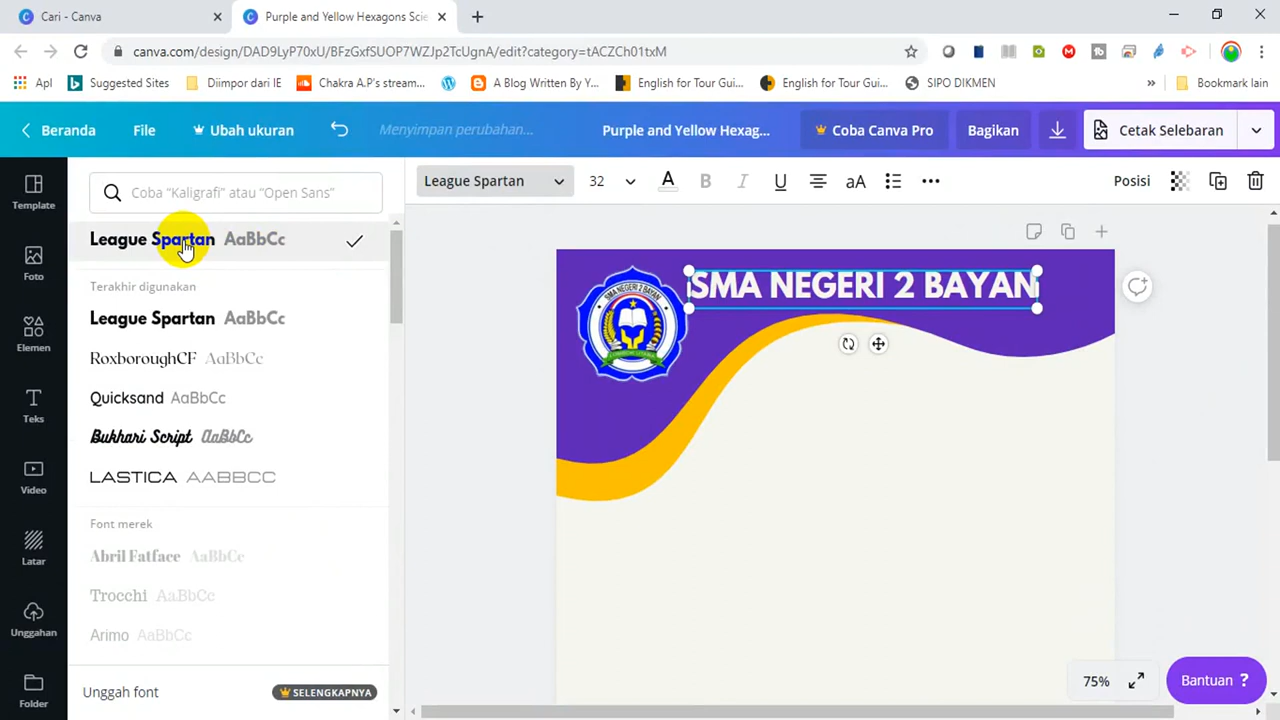 Cari - Canva
Purple and Yellow Hexagons Scie
canva.com/design/DAD9LyP70xU/BFzGxfSUOP7WZJp2TcUgnA/edit?category=tACZCh01txM
Apl
Suggested Sites
Diimpor dari IE
Chakra A.P's stream...
A Blog Written By Y...
English for Tour Gui...
English for Tour Gui...
SIPO DIKMEN
»
Bookmark lain
Beranda
File
Ubah ukuran
Menyimpan perubahan...
Purple and Yellow Hexag...
Coba Canva Pro
Bagikan
Cetak Selebaran
Template
Foto
Elemen
Teks
Video
Latar
Unggahan
Folder
Coba "Kaligrafi" atau "Open Sans"
League Spartan AaBbCc
Terakhir digunakan
League Spartan AaBbCc
RoxboroughCF AaBbCc
Quicksand AaBbCc
Bukhari Script AaBbCc
LASTICA AABBCC
Font merek
Abril Fatface AaBbCc
Trocchi AaBbCc
Arimo AaBbCc
Unggah font
SELENGKAPNYA
League Spartan
32
A
B
I
U
aA
Posisi
SMA NEGERI 2 BAYAN
SMA NEGERI 2 BAYAN
75%
Bantuan ?